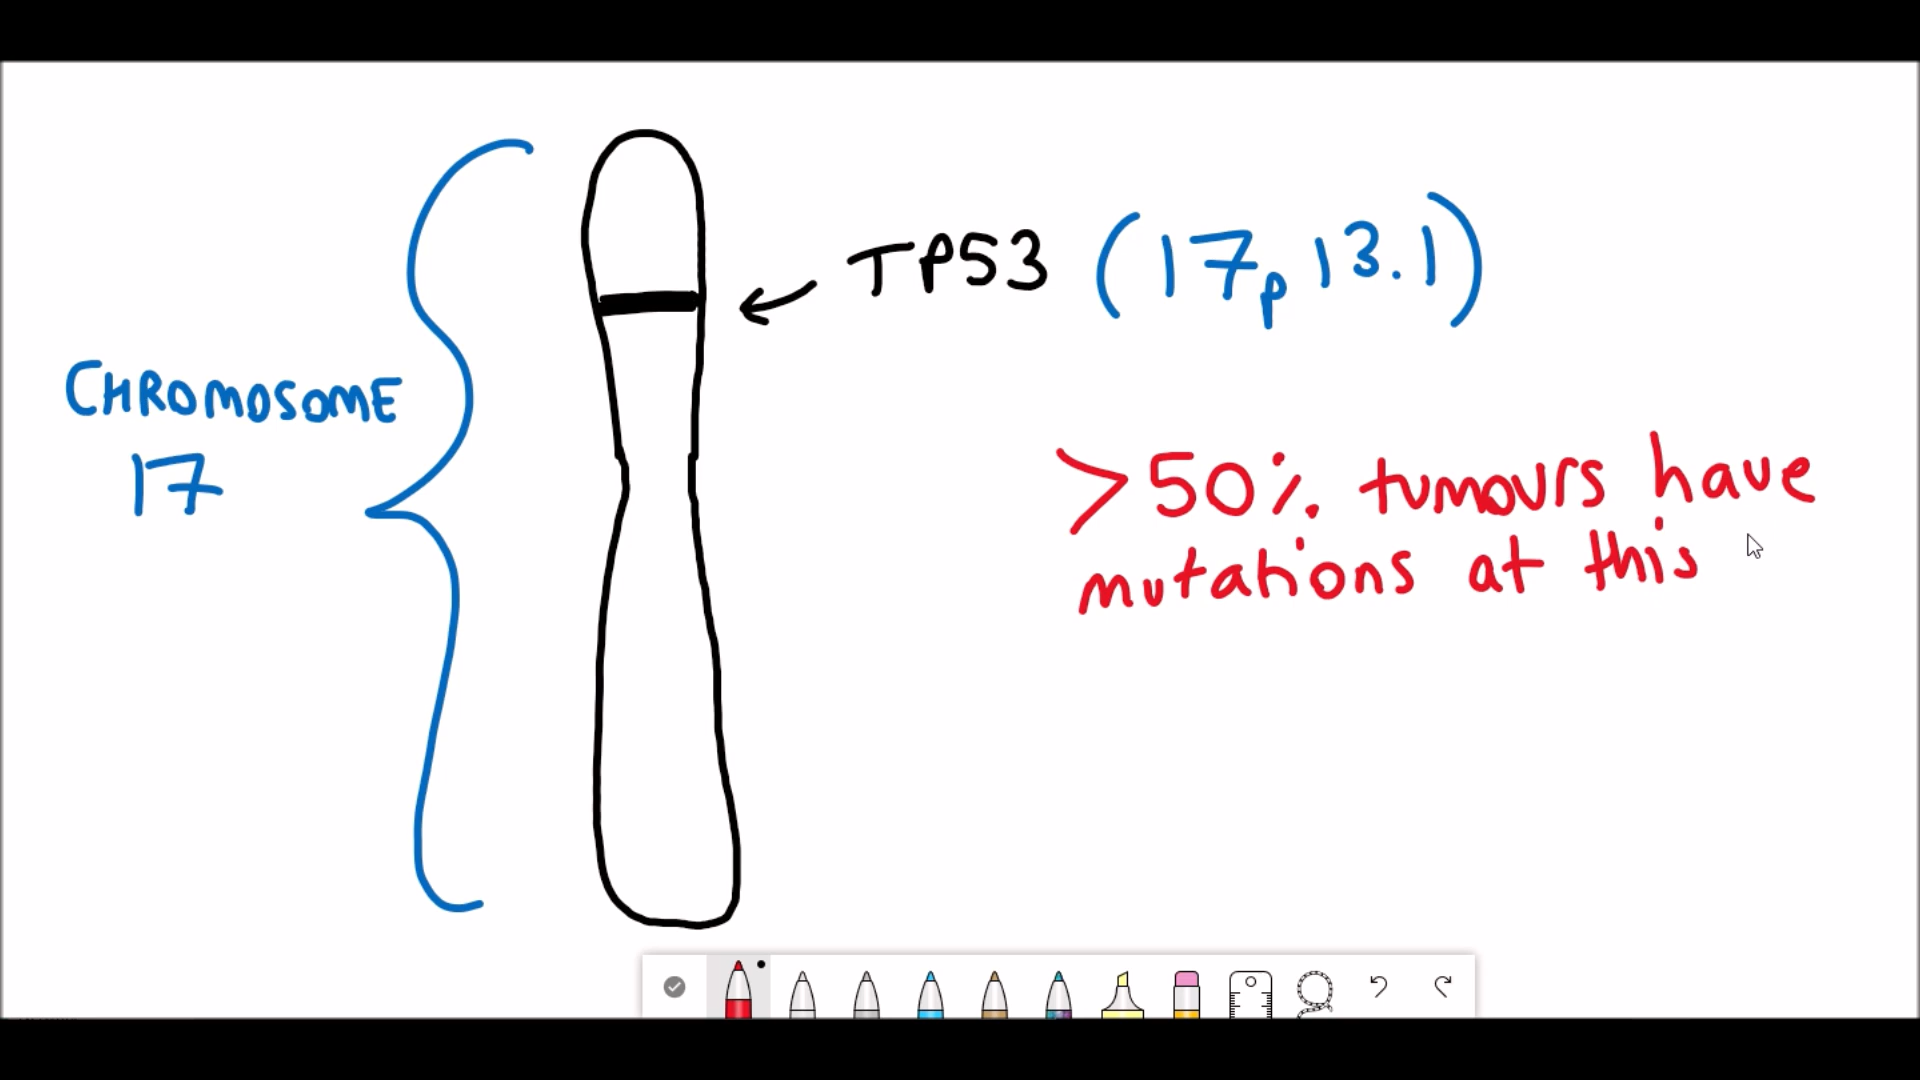 TP53 (17p13.1)
CHROMOSOME
17
>50% tumours have
mutations at this